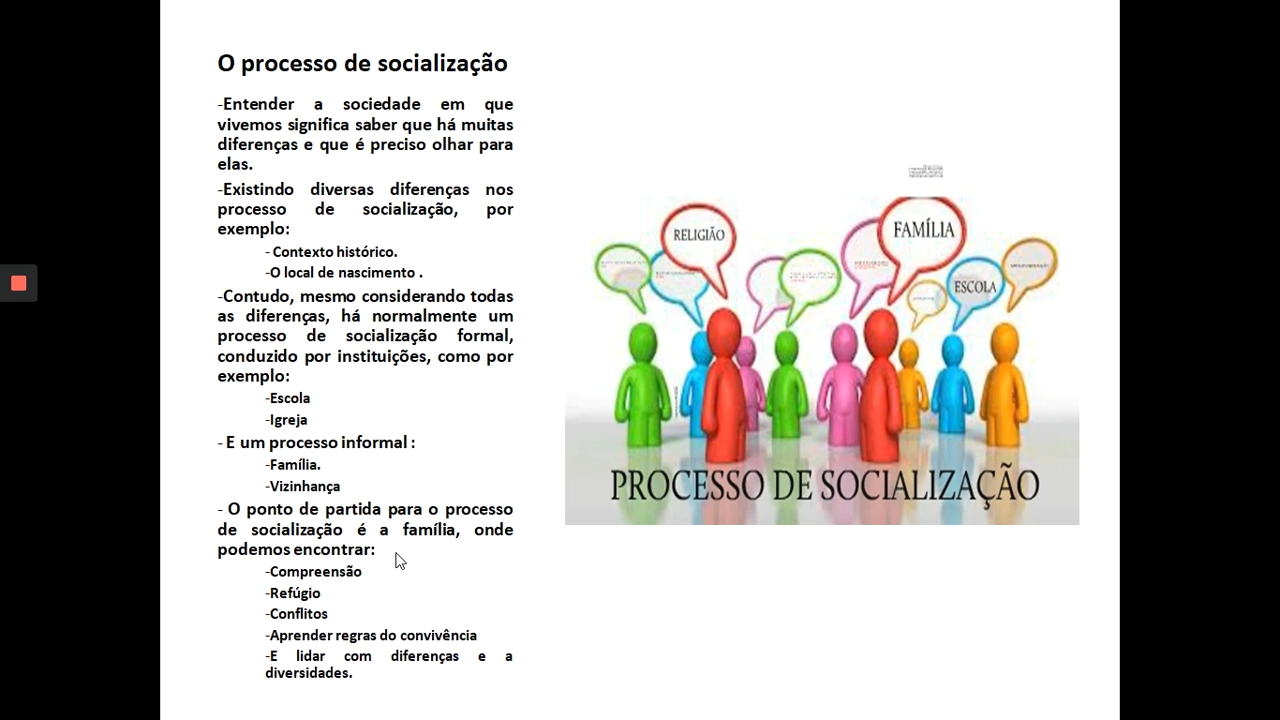 O processo de socialização
-Entender a sociedade em que
vivemos significa saber que há muitas
diferenças e que é preciso olhar para
elas.
-Existindo diversas diferenças nos
processo de socialização, por
exemplo:
- Contexto histórico.
-O local de nascimento .
-Contudo, mesmo considerando todas
as diferenças, há normalmente um
processo de socialização formal,
conduzido por instituições, como por
exemplo:
-Escola
-Igreja
- E um processo informal :
-Família.
-Vizinhança
- O ponto de partida para o processo
de socialização é a família, onde
podemos encontrar:
-Compreensão
-Refúgio
-Conflitos
-Aprender regras do convivência
-E lidar com diferenças e a
diversidades.
RELIGIÃO
FAMÍLIA
ESCOLA
PROCESSO DE SOCIALIZAÇÃO